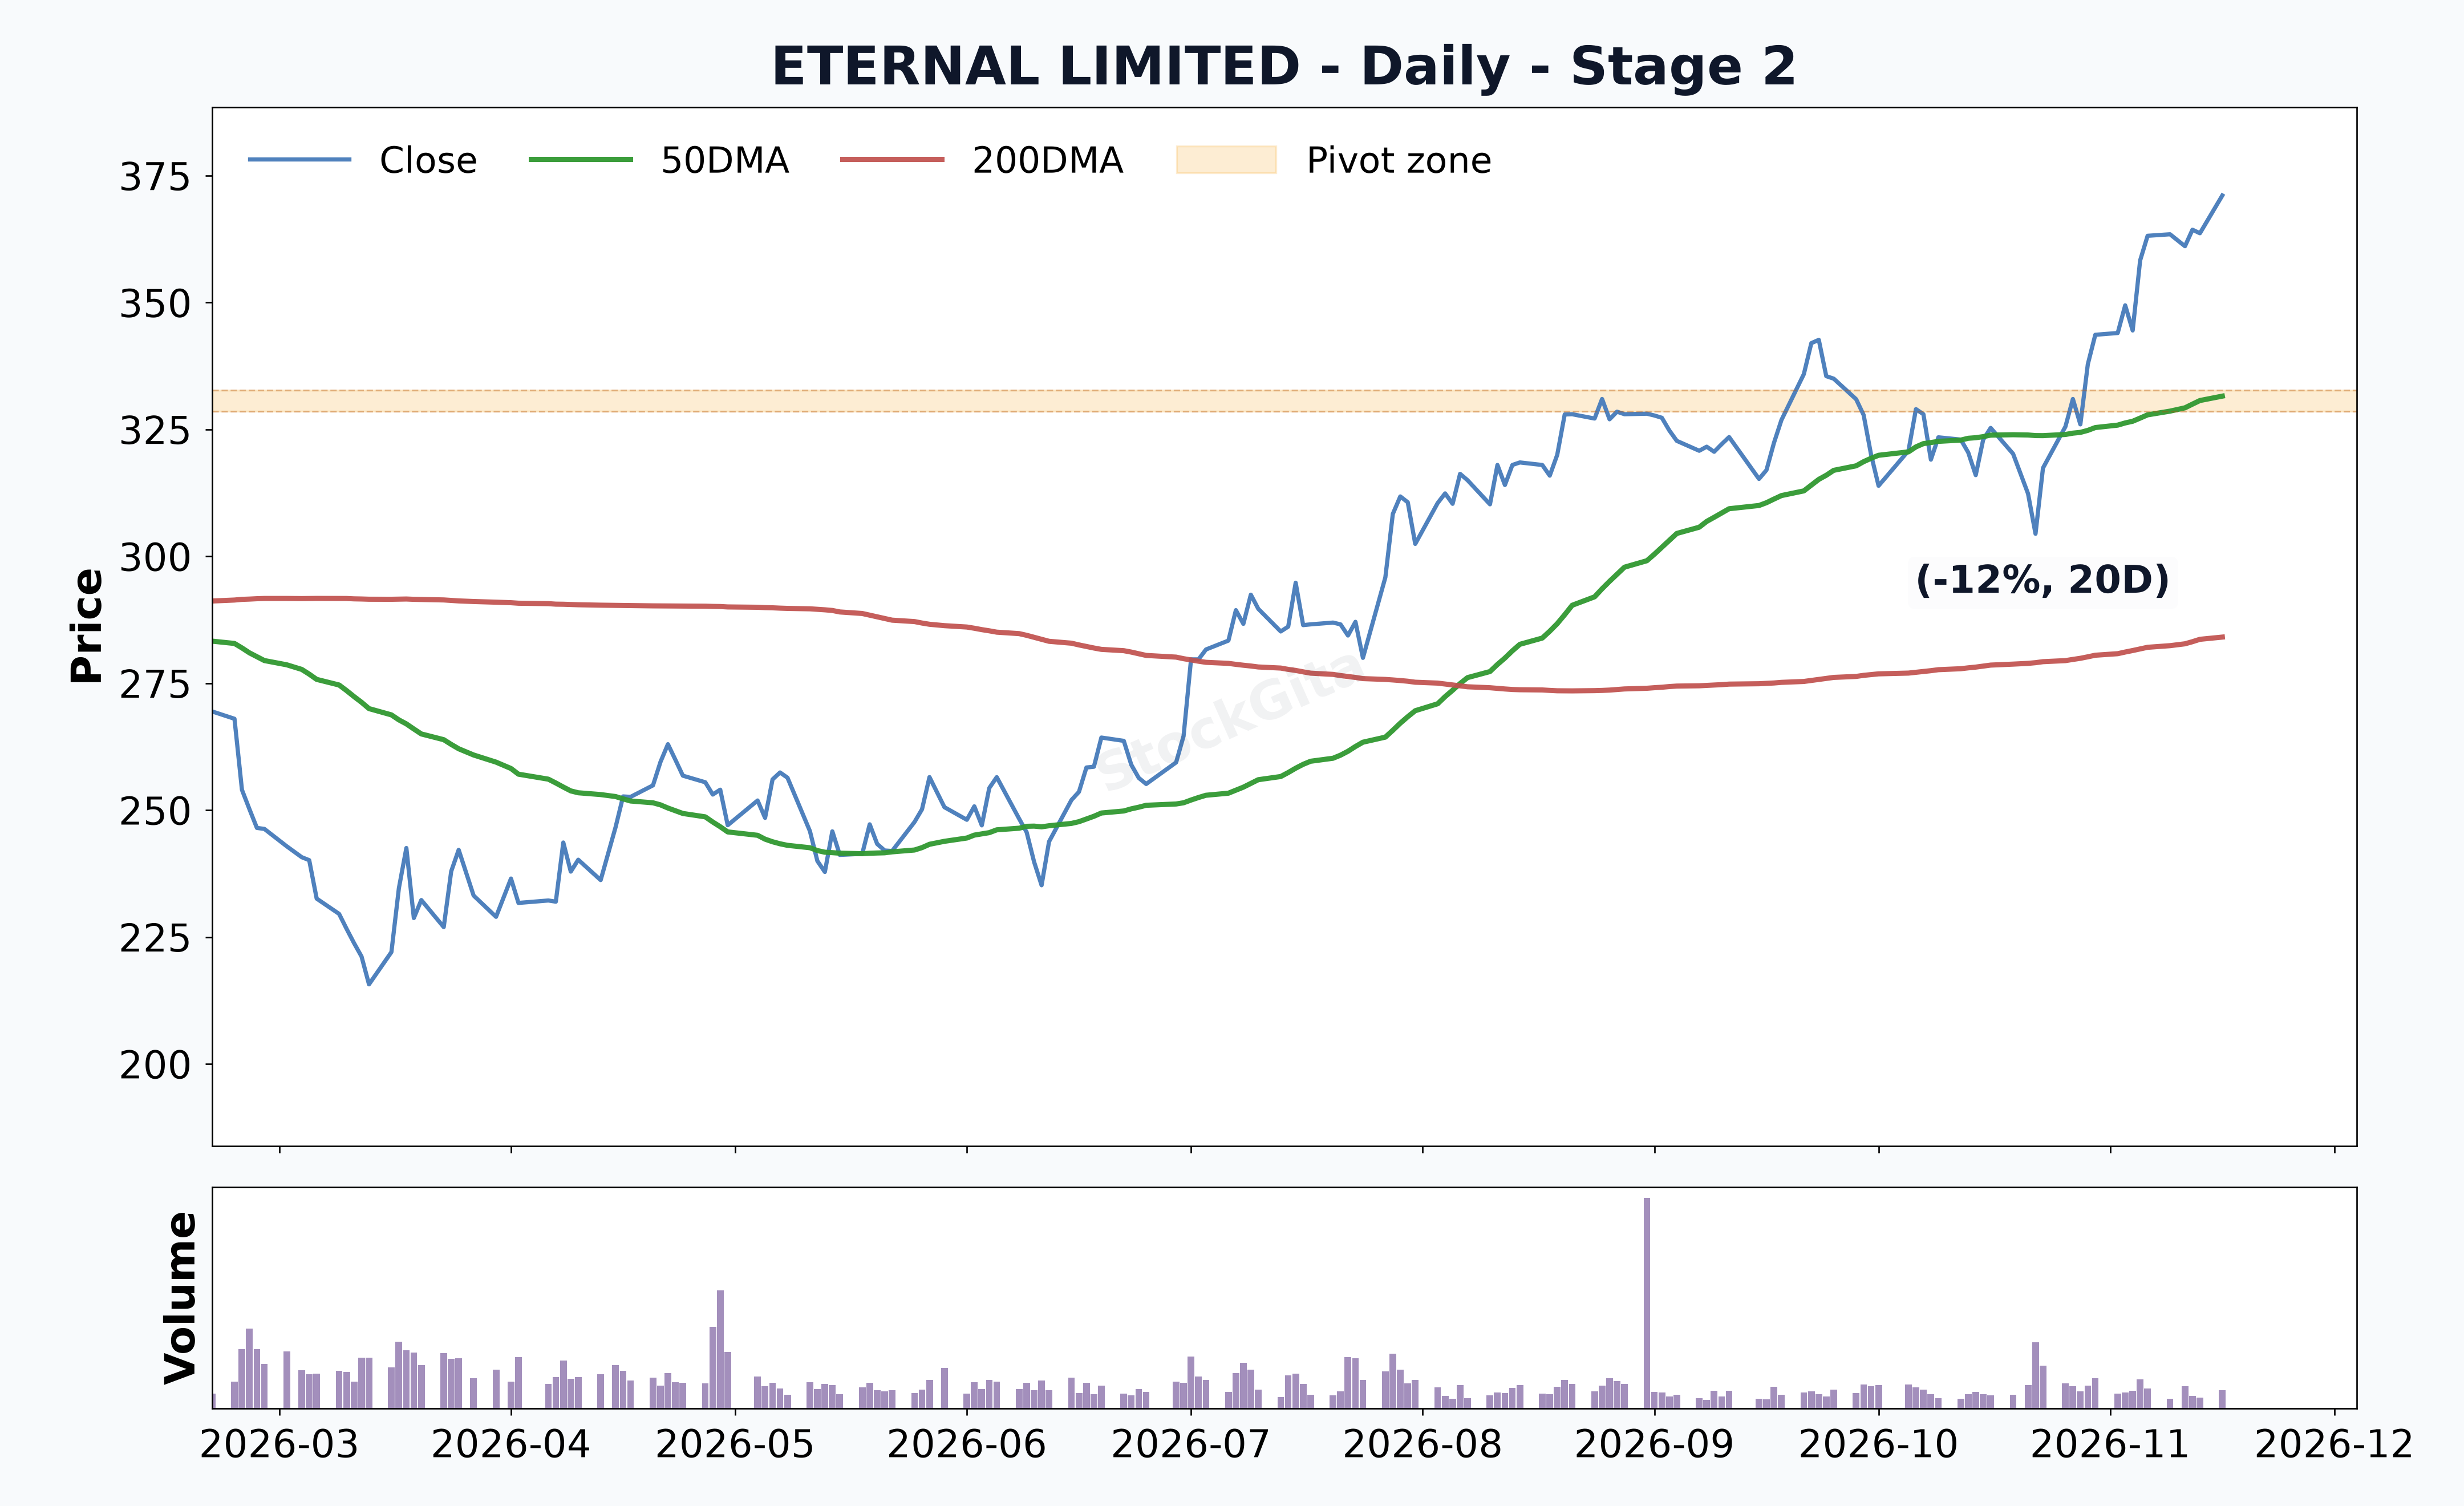 ETERNAL LIMITED - Daily - Stage 2
Close 50DMA 200DMA Pivot zone
375
350
325
300
275
250
225
200
Price
(-12%, 20D)
StockGita
Volume
2026-03 2026-04 2026-05 2026-06 2026-07 2026-08 2026-09 2026-10 2026-11 2026-12